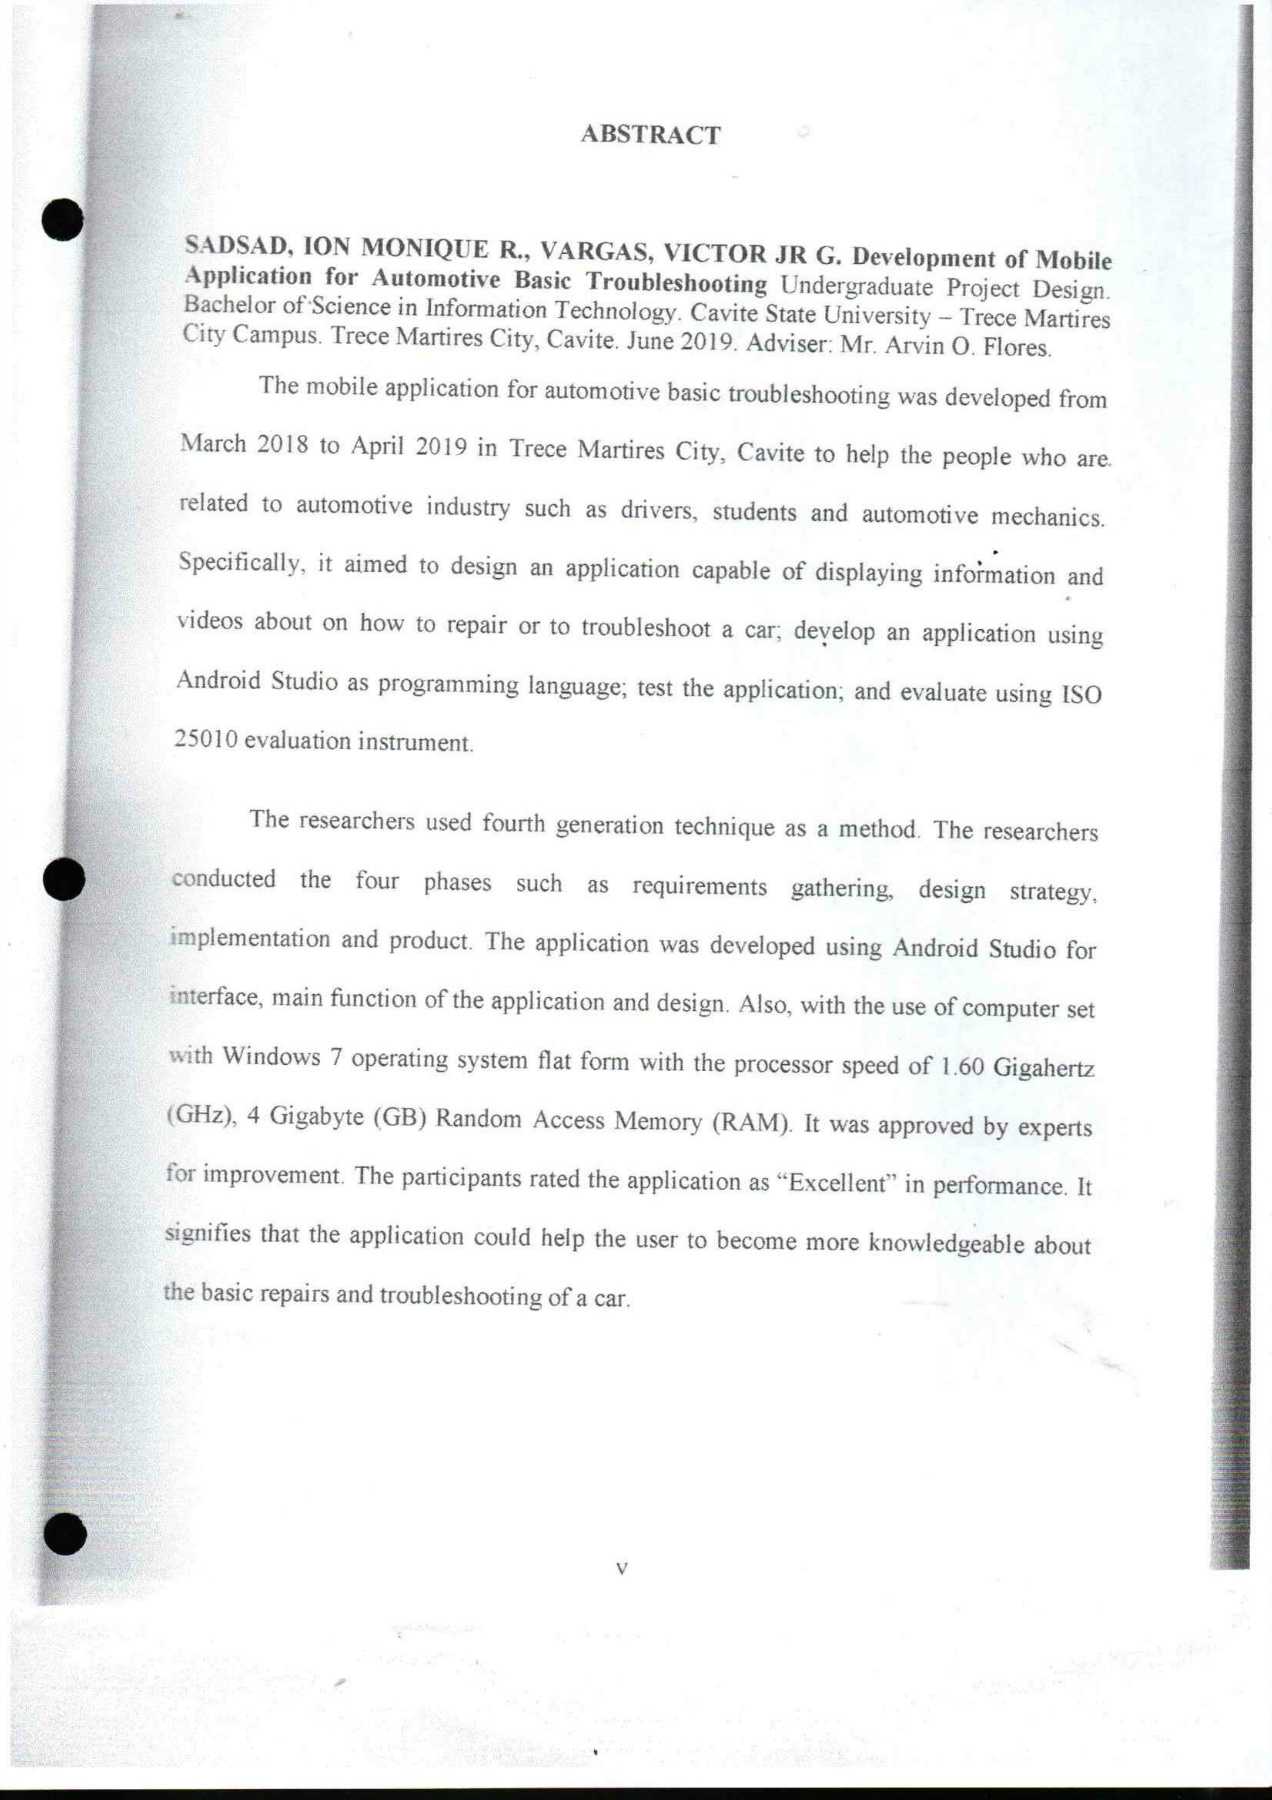 ABSTRACT
SADSAD, ION MONIQUE R., VARGAS, VICTOR JR G. Development of Mobile
Application for Automotive Basic Troubleshooting Undergraduate Project Design.
Bachelor of Science in Information Technology. Cavite State University – Trece Martires
City Campus. Trece Martires City, Cavite. June 2019. Adviser: Mr. Arvin O. Flores.
The mobile application for automotive basic troubleshooting was developed from
March 2018 to April 2019 in Trece Martires City, Cavite to help the people who are
related to automotive industry such as drivers, students and automotive mechanics.
Specifically, it aimed to design an application capable of displaying information and
videos about on how to repair or to troubleshoot a car; develop an application using
Android Studio as programming language; test the application; and evaluate using ISO
25010 evaluation instrument.
The researchers used fourth generation technique as a method. The researchers
conducted the four phases such as requirements gathering, design strategy,
implementation and product. The application was developed using Android Studio for
interface, main function of the application and design. Also, with the use of computer set
with Windows 7 operating system flat form with the processor speed of 1.60 Gigahertz
(GHz), 4 Gigabyte (GB) Random Access Memory (RAM). It was approved by experts
for improvement. The participants rated the application as “Excellent” in performance. It
signifies that the application could help the user to become more knowledgeable about
the basic repairs and troubleshooting of a car.
v